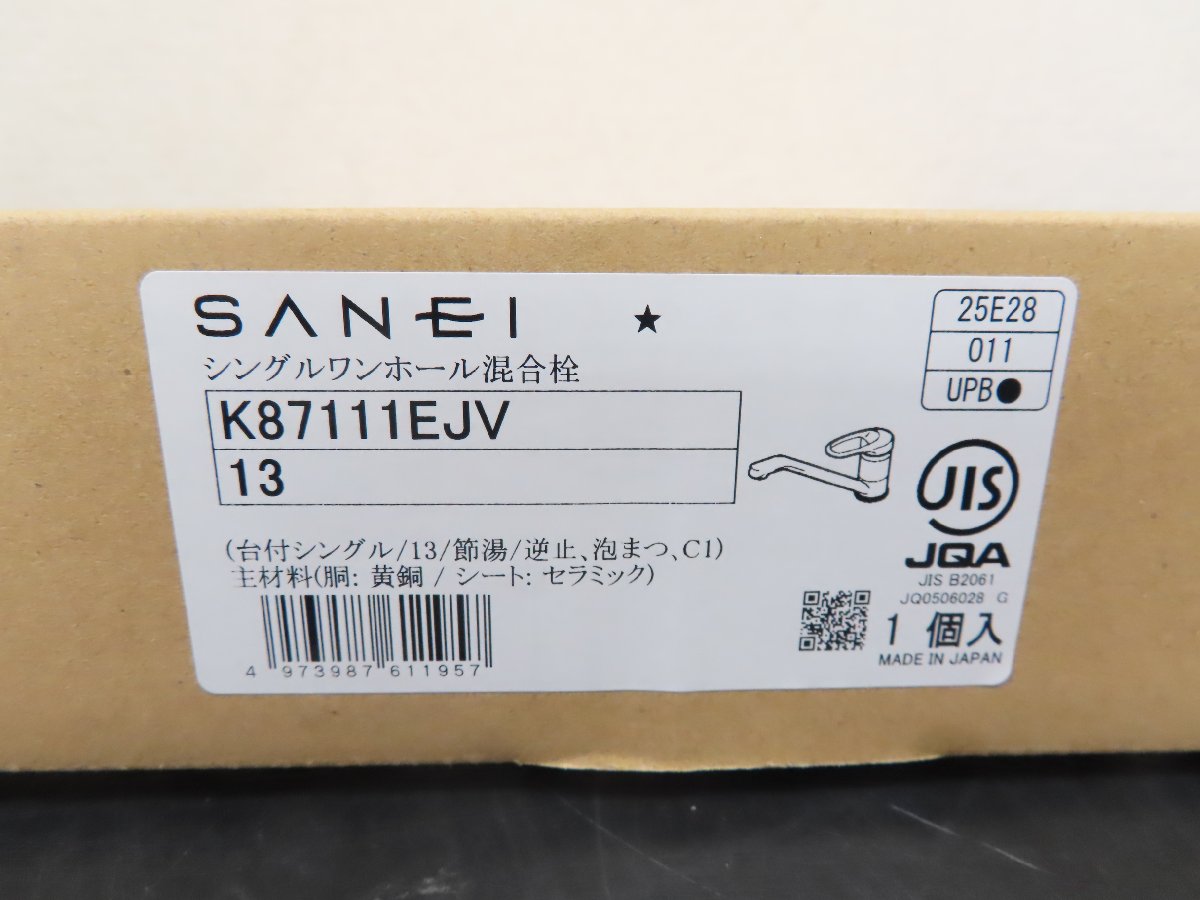 SANEI ★
シングルワンホール混合栓
K87111EJV
13
(台付シングル/13/節湯/逆止、泡まつ、C1)
主材料(胴: 黄銅 / シート: セラミック)
4 973987 611957
25E28
011
UPB●
JIS
JQA
JIS B2061
JQ0506028 G
1 個入
MADE IN JAPAN